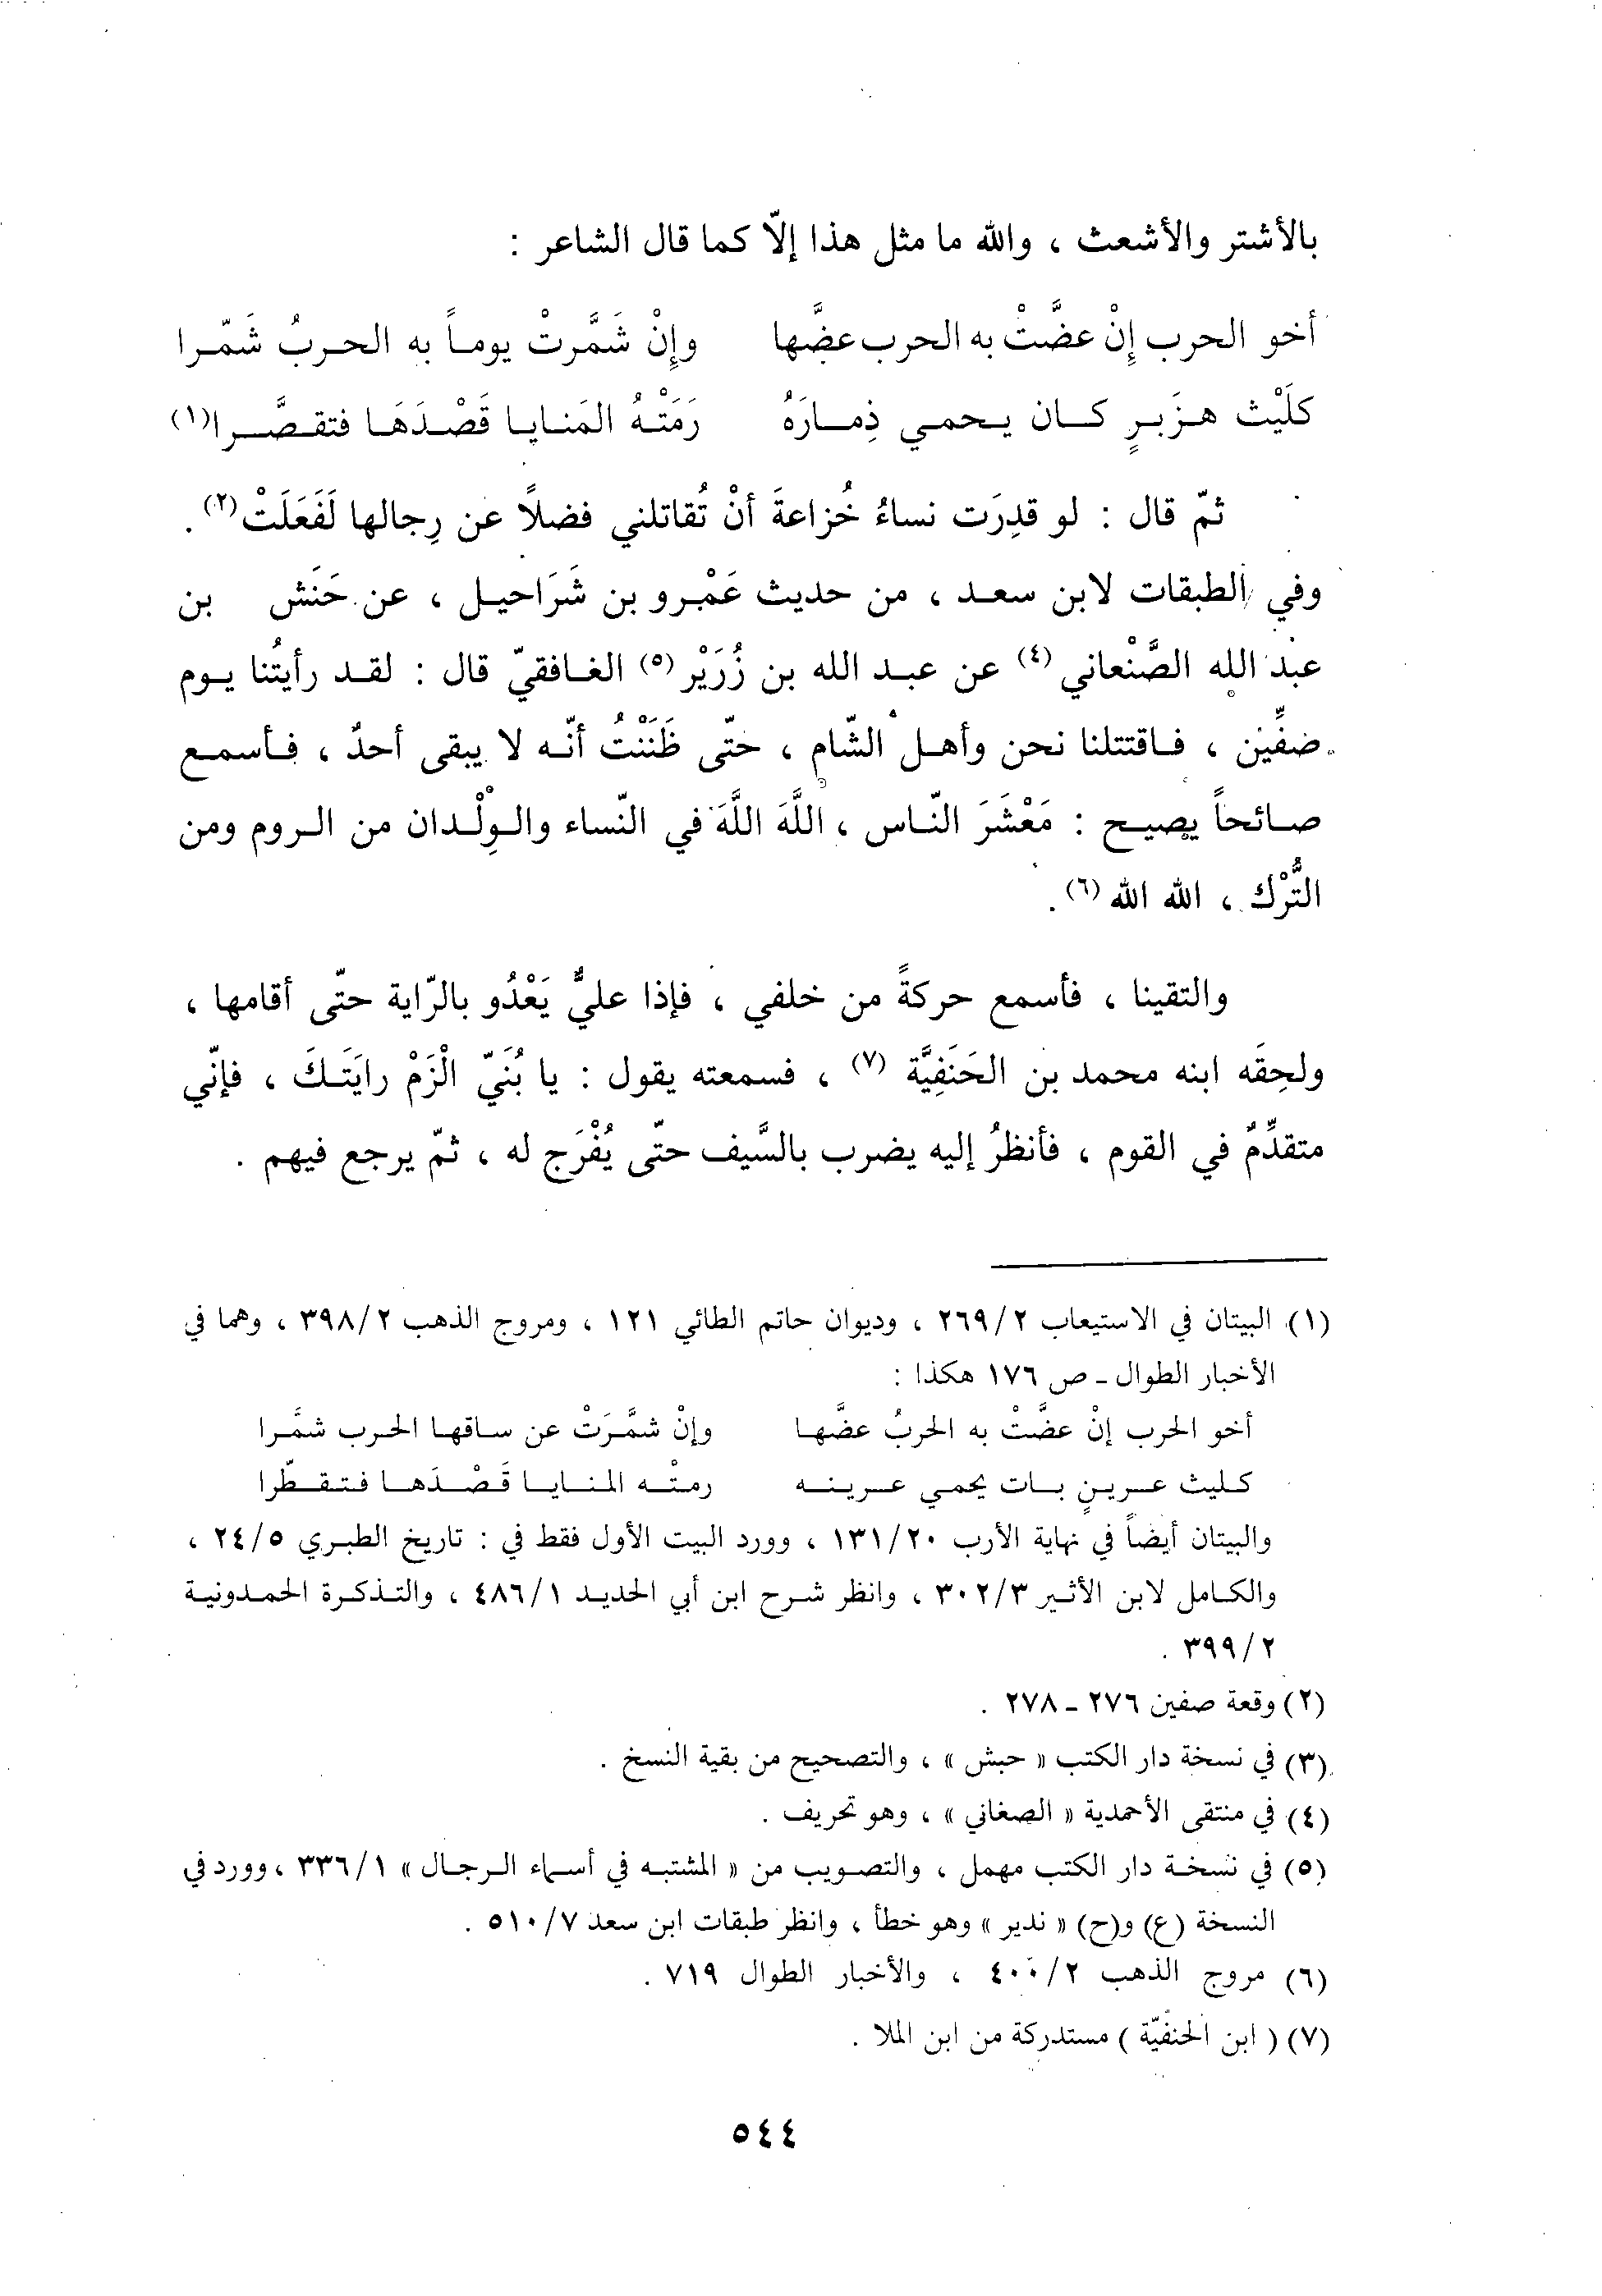 بالأشتر والأشعث ، والله ما مثل هذا إلّا كما قال الشاعر :
أخو الحرب إِنْ عضَّتْ به الحرب عضَّها وإِنْ شَمَّرتْ يوماً به الحربُ شَمّرا
كلَيْث هزَبرٍ كان يحمي ذِمارَهُ رَمَتْهُ المَنايا قَصْدَهَا فتقصَّرا(١)
ثمّ قال : لو قدِرَت نساءُ خُزاعةَ أنْ تُقاتلني فضلًا عن رِجالها لَفَعَلَتْ(٢) .
وفي الطبقات لابن سعد ، من حديث عَمْرو بن شَرَاحيل ، عن حَنَش بن
عبد الله الصَّنْعاني (٤) عن عبد الله بن زُرَيْر (٥) الغافقيّ قال : لقد رأيتُنا يوم
صِفِّين ، فاقتتلنا نحن وأهل الشّام ، حتّى ظَنَنْتُ أنّه لا يبقى أحدٌ ، فأسمع
صائحاً يصيح : مَعْشَرَ النّاس ، اللَّهَ اللَّهَ في النّساء والوِلْدان من الروم ومن
التُّرْك ، الله الله (٦) .
والتقينا ، فأسمع حركةً من خلفي ، فإذا عليٌّ يَعْدُو بالرّاية حتّى أقامها ،
ولحِقَه ابنه محمد بن الحَنَفِيَّة (٧) ، فسمعته يقول : يا بُنَيّ الْزَمْ رايَتَكَ ، فإنّي
متقدِّمٌ في القوم ، فأنظرُ إليه يضرب بالسَّيف حتّى يُفْرَج له ، ثمّ يرجع فيهم .
(١) البيتان في الاستيعاب ٢٦٩/٢ ، وديوان حاتم الطائي ١٢١ ، ومروج الذهب ٣٩٨/٢ ، وهما في
الأخبار الطوال ـ ص ١٧٦ هكذا :
أخو الحرب إنْ عضَّتْ به الحربُ عضَّها وإنْ شمَّرَتْ عن ساقها الحرب شمَّرا
كليث عرينٍ بات يحمي عرينه رمتْه المنايا قَصْدَها فتقطّرا
والبيتان أيضاً في نهاية الأرب ١٣١/٢٠ ، وورد البيت الأول فقط في : تاريخ الطبري ٢٤/٥ ،
والكامل لابن الأثير ٣٠٢/٣ ، وانظر شرح ابن أبي الحديد ٤٨٦/١ ، والتذكرة الحمدونية
٣٩٩/٢ .
(٢) وقعة صفين ٢٧٦ ـ ٢٧٨ .
(٣) في نسخة دار الكتب « حبش » ، والتصحيح من بقية النسخ .
(٤) في منتقى الأحمدية « الصغاني » ، وهو تحريف .
(٥) في نسخة دار الكتب مهمل ، والتصويب من « المشتبه في أسماء الرجال » ٣٣٦/١ ، وورد في
النسخة (ع) و(ح) « ندير » وهو خطأ ، وانظر طبقات ابن سعد ٥١٠/٧ .
(٦) مروج الذهب ٤٠٠/٢ ، والأخبار الطوال ٧١٩ .
(٧) ( ابن الحنفيّة ) مستدركة من ابن الملا .
٥٤٤